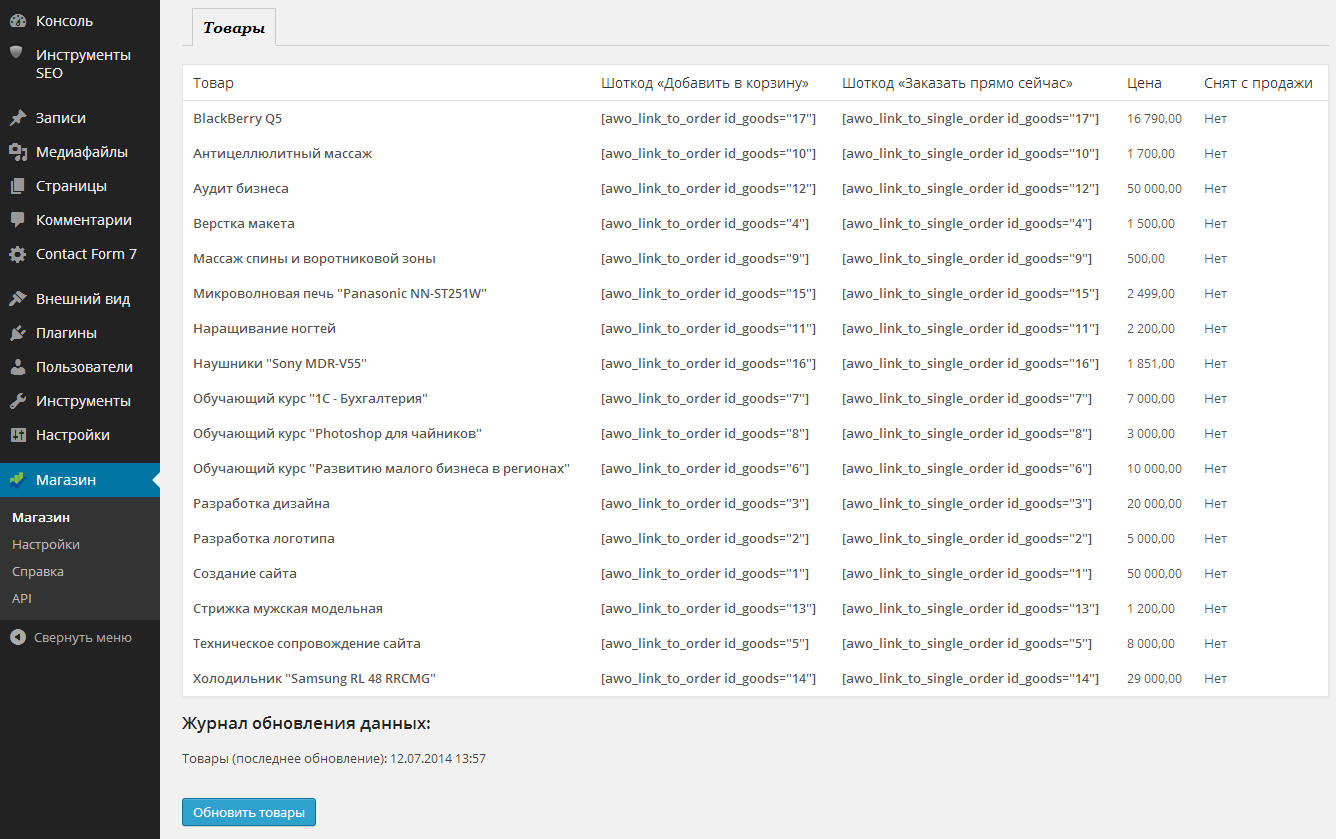 Консоль
Инструменты
SEO
Записи
Медиафайлы
Страницы
Комментарии
Contact Form 7
Внешний вид
Плагины
Пользователи
Инструменты
Настройки
Магазин
Магазин
Настройки
Справка
API
Свернуть меню
Товары
Товар Шоткод «Добавить в корзину» Шоткод «Заказать прямо сейчас» Цена Снят с продажи
BlackBerry Q5 [awo_link_to_order id_goods="17"] [awo_link_to_single_order id_goods="17"] 16 790,00 Нет
Антицеллюлитный массаж [awo_link_to_order id_goods="10"] [awo_link_to_single_order id_goods="10"] 1 700,00 Нет
Аудит бизнеса [awo_link_to_order id_goods="12"] [awo_link_to_single_order id_goods="12"] 50 000,00 Нет
Верстка макета [awo_link_to_order id_goods="4"] [awo_link_to_single_order id_goods="4"] 1 500,00 Нет
Массаж спины и воротниковой зоны [awo_link_to_order id_goods="9"] [awo_link_to_single_order id_goods="9"] 500,00 Нет
Микроволновая печь "Panasonic NN-ST251W" [awo_link_to_order id_goods="15"] [awo_link_to_single_order id_goods="15"] 2 499,00 Нет
Наращивание ногтей [awo_link_to_order id_goods="11"] [awo_link_to_single_order id_goods="11"] 2 200,00 Нет
Наушники "Sony MDR-V55" [awo_link_to_order id_goods="16"] [awo_link_to_single_order id_goods="16"] 1 851,00 Нет
Обучающий курс "1С - Бухгалтерия" [awo_link_to_order id_goods="7"] [awo_link_to_single_order id_goods="7"] 7 000,00 Нет
Обучающий курс "Photoshop для чайников" [awo_link_to_order id_goods="8"] [awo_link_to_single_order id_goods="8"] 3 000,00 Нет
Обучающий курс "Развитию малого бизнеса в регионах" [awo_link_to_order id_goods="6"] [awo_link_to_single_order id_goods="6"] 10 000,00 Нет
Разработка дизайна [awo_link_to_order id_goods="3"] [awo_link_to_single_order id_goods="3"] 20 000,00 Нет
Разработка логотипа [awo_link_to_order id_goods="2"] [awo_link_to_single_order id_goods="2"] 5 000,00 Нет
Создание сайта [awo_link_to_order id_goods="1"] [awo_link_to_single_order id_goods="1"] 50 000,00 Нет
Стрижка мужская модельная [awo_link_to_order id_goods="13"] [awo_link_to_single_order id_goods="13"] 1 200,00 Нет
Техническое сопровождение сайта [awo_link_to_order id_goods="5"] [awo_link_to_single_order id_goods="5"] 8 000,00 Нет
Холодильник "Samsung RL 48 RRCMG" [awo_link_to_order id_goods="14"] [awo_link_to_single_order id_goods="14"] 29 000,00 Нет
Журнал обновления данных:
Товары (последнее обновление): 12.07.2014 13:57
Обновить товары